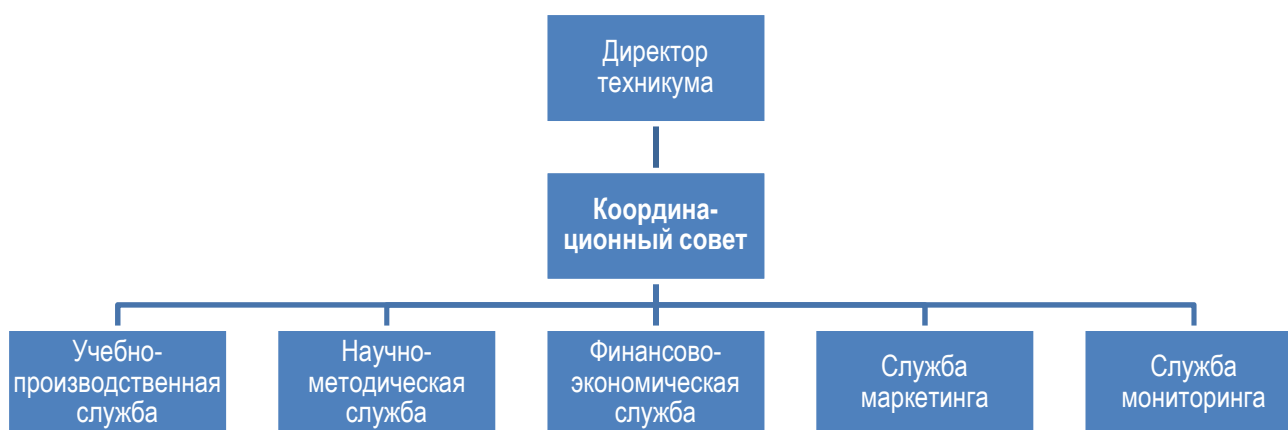 Директор
техникума
Координа-
ционный совет
Учебно-
производственная
служба
Научно-
методическая
служба
Финансово-
экономическая
служба
Служба
маркетинга
Служба
мониторинга